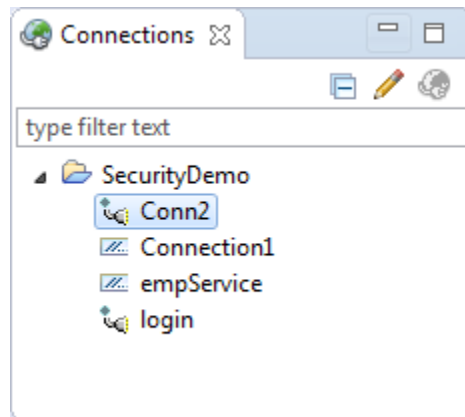 Connections
type filter text
SecurityDemo
Conn2
Connection1
empService
login